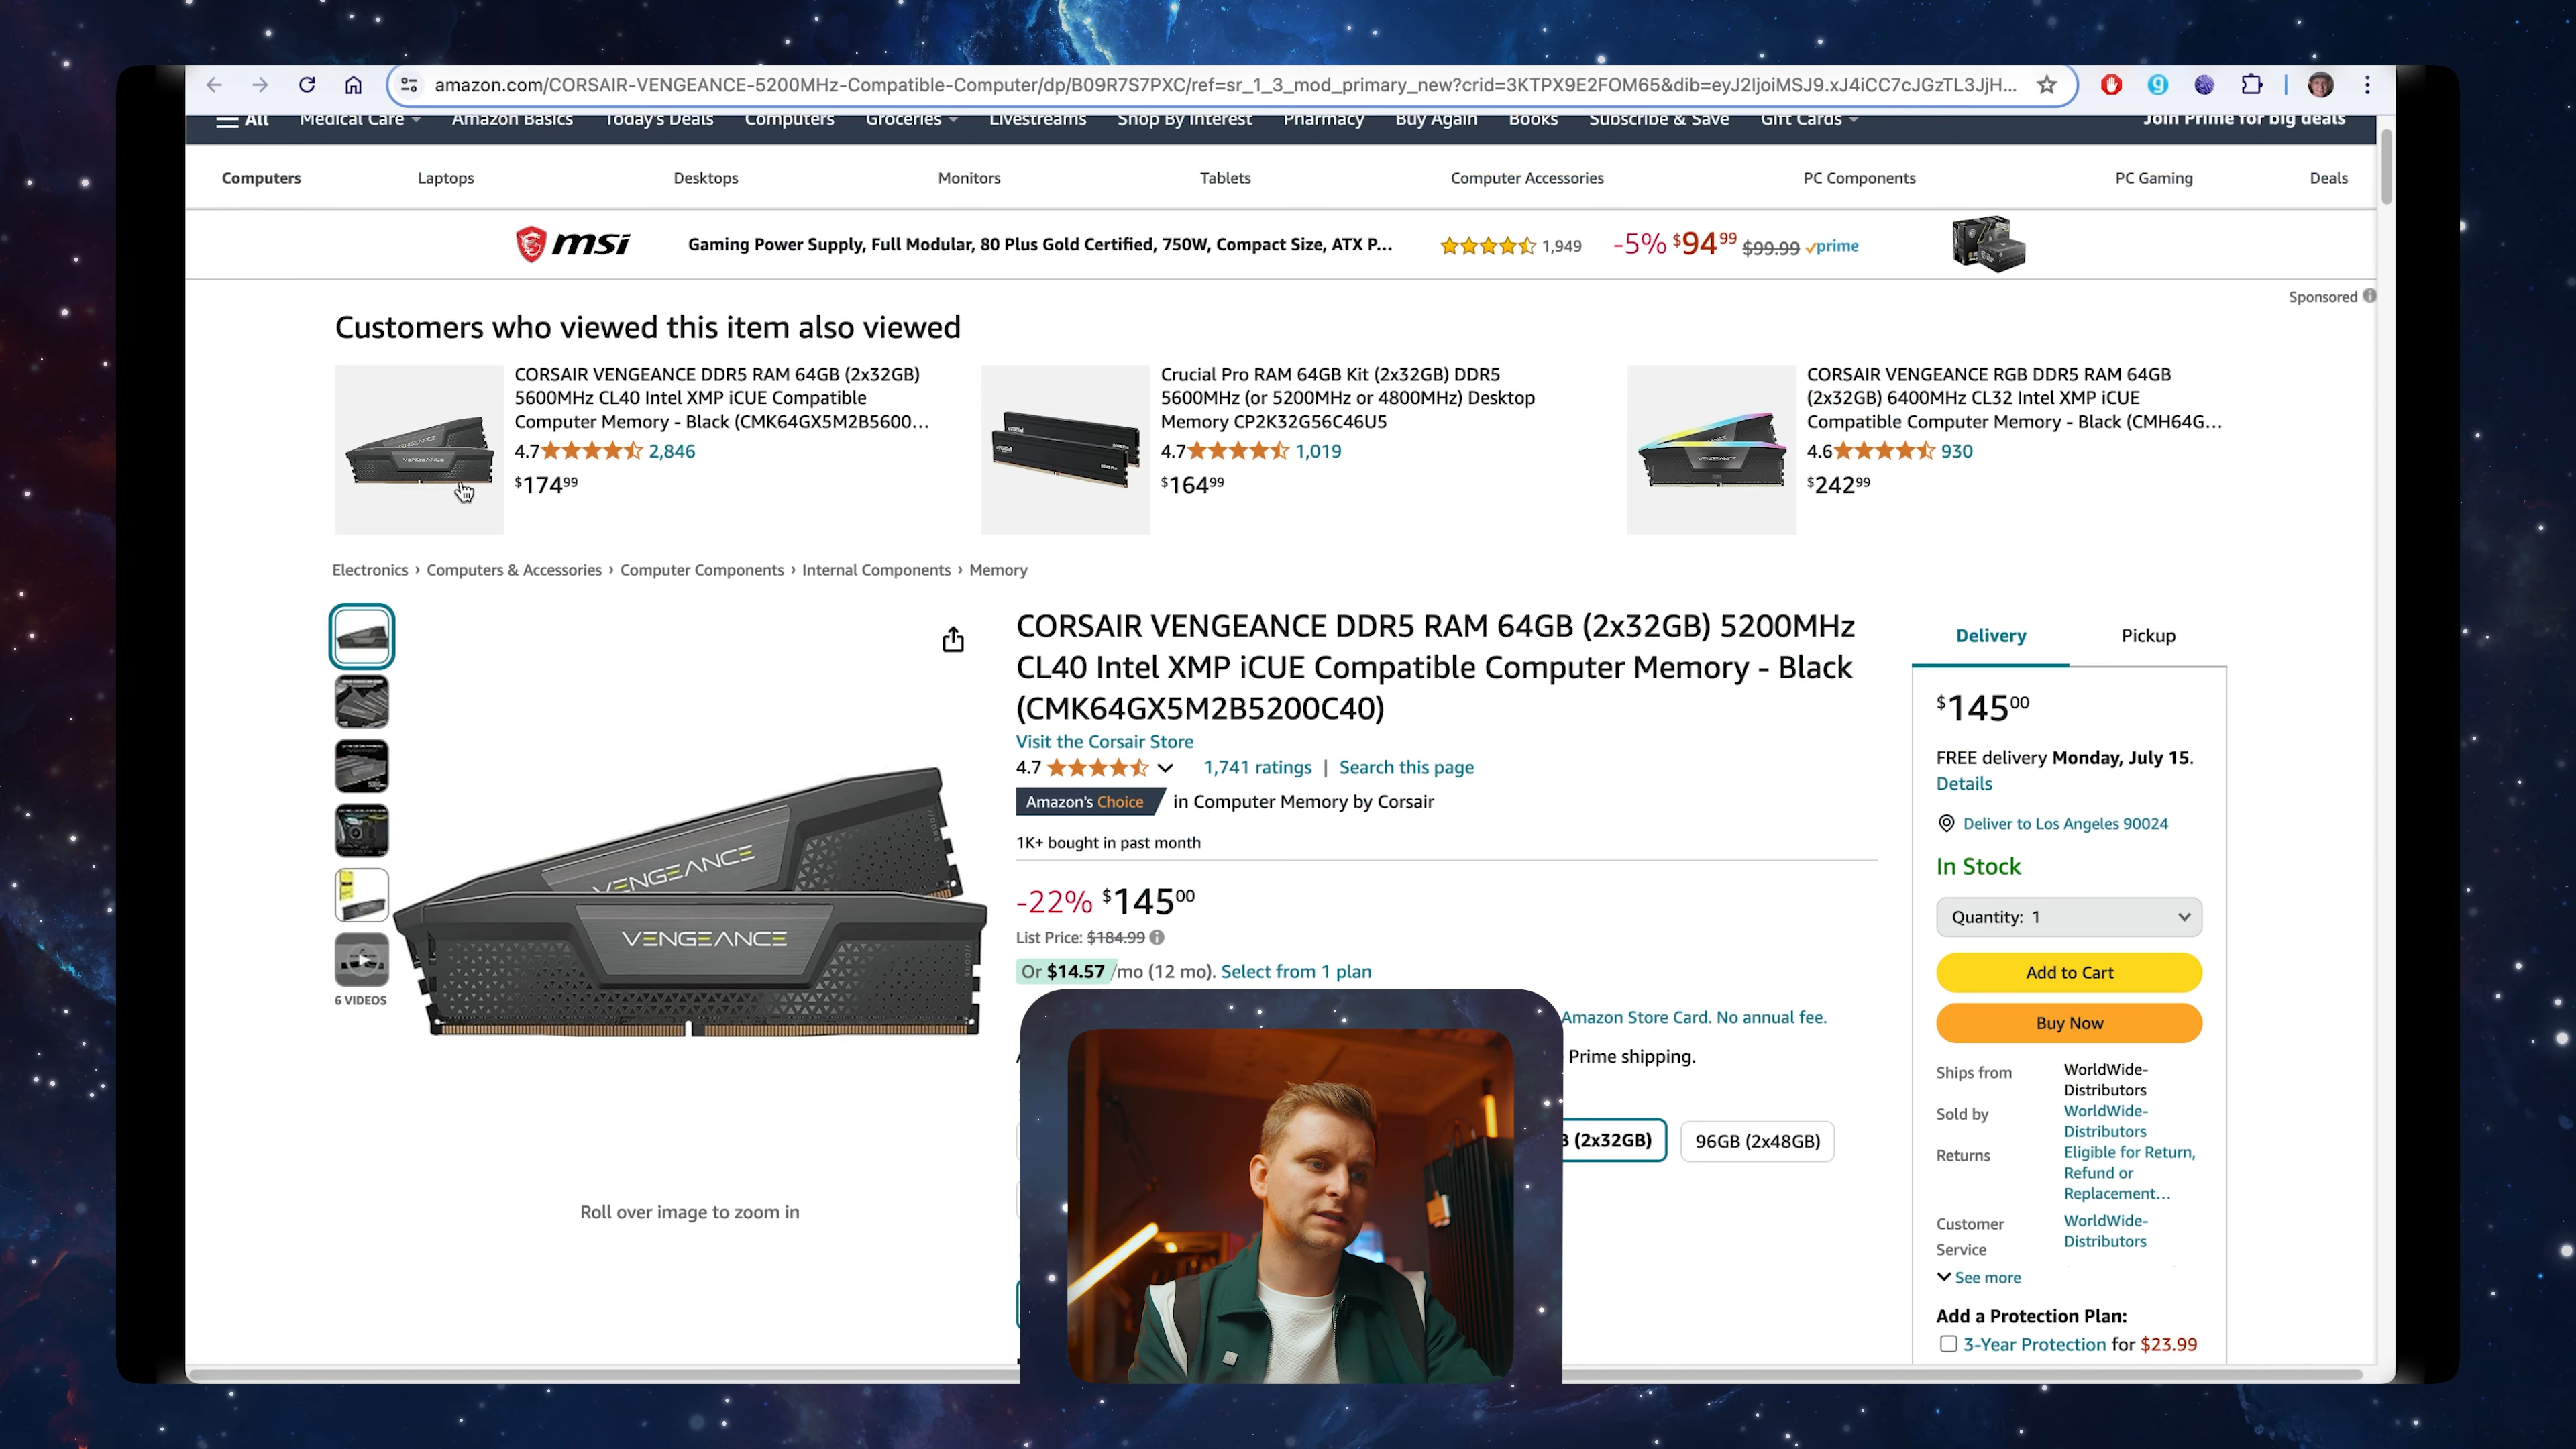 amazon.com/CORSAIR-VENGEANCE-5200MHz-Compatible-Computer/dp/B09R7S7PXC/ref=sr_1_3_mod_primary_new?crid=3KTPX9E2FOM65&dib=eyJ2IjoiMSJ9.xJ4iCC7cJGzTL3JjH...
All Medical Care Amazon Basics Today's Deals Computers Groceries Livestreams Shop By Interest Pharmacy Buy Again Books Subscribe & Save Gift Cards Join Prime for big deals
Computers Laptops Desktops Monitors Tablets Computer Accessories PC Components PC Gaming Deals
msi Gaming Power Supply, Full Modular, 80 Plus Gold Certified, 750W, Compact Size, ATX P... 1,949 -5% $94.99 $99.99 prime
Sponsored
Customers who viewed this item also viewed
CORSAIR VENGEANCE DDR5 RAM 64GB (2x32GB)
5600MHz CL40 Intel XMP iCUE Compatible
Computer Memory - Black (CMK64GX5M2B5600...
4.7 2,846
$174.99
Crucial Pro RAM 64GB Kit (2x32GB) DDR5
5600MHz (or 5200MHz or 4800MHz) Desktop
Memory CP2K32G56C46U5
4.7 1,019
$164.99
CORSAIR VENGEANCE RGB DDR5 RAM 64GB
(2x32GB) 6400MHz CL32 Intel XMP iCUE
Compatible Computer Memory - Black (CMH64G...
4.6 930
$242.99
Electronics › Computers & Accessories › Computer Components › Internal Components › Memory
6 VIDEOS
VENGEANCE
VENGEANCE
Roll over image to zoom in
CORSAIR VENGEANCE DDR5 RAM 64GB (2x32GB) 5200MHz
CL40 Intel XMP iCUE Compatible Computer Memory - Black
(CMK64GX5M2B5200C40)
Visit the Corsair Store
4.7 1,741 ratings | Search this page
Amazon's Choice in Computer Memory by Corsair
1K+ bought in past month
-22% $145.00
List Price: $184.99
Or $14.57 /mo (12 mo). Select from 1 plan
Amazon Store Card. No annual fee.
Prime shipping.
(2x32GB) 96GB (2x48GB)
Delivery Pickup
$145.00
FREE delivery Monday, July 15.
Details
Deliver to Los Angeles 90024
In Stock
Quantity: 1
Add to Cart
Buy Now
Ships from WorldWide-
Distributors
Sold by WorldWide-
Distributors
Returns Eligible for Return,
Refund or
Replacement...
Customer WorldWide-
Service Distributors
See more
Add a Protection Plan:
3-Year Protection for $23.99